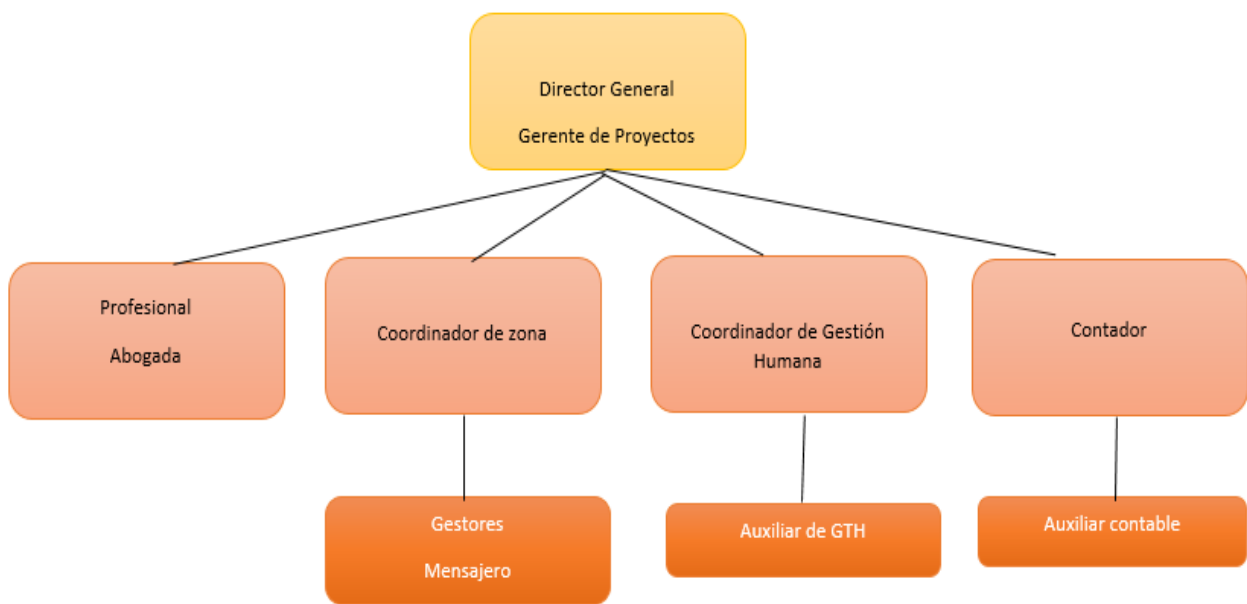 Director General
Gerente de Proyectos
Profesional
Abogada
Coordinador de zona
Coordinador de Gestión
Humana
Contador
Gestores
Mensajero
Auxiliar de GTH
Auxiliar contable